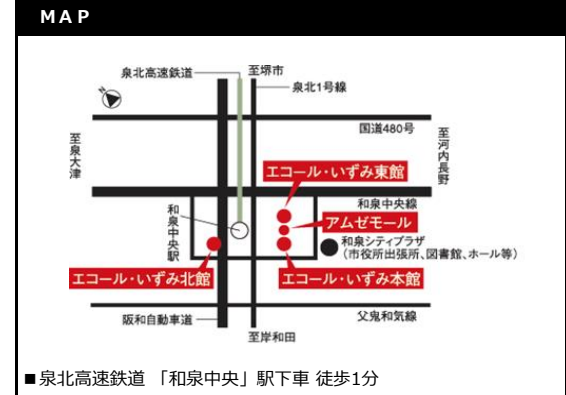 MAP
泉北高速鉄道
至堺市
泉北1号線
N
国道480号
至泉大津
至河内長野
エコール・いずみ東館
和泉中央線
和泉中央駅
アムゼモール
和泉シティプラザ
(市役所出張所、図書館、ホール等)
エコール・いずみ北館
エコール・いずみ本館
阪和自動車道
父鬼和気線
至岸和田
■泉北高速鉄道 「和泉中央」駅下車 徒歩1分